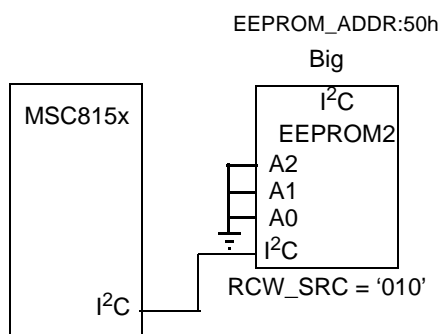 EEPROM_ADDR:50h
Big
MSC815x
I²C
EEPROM2
A2
A1
A0
I²C
RCW_SRC = ‘010’
I²C